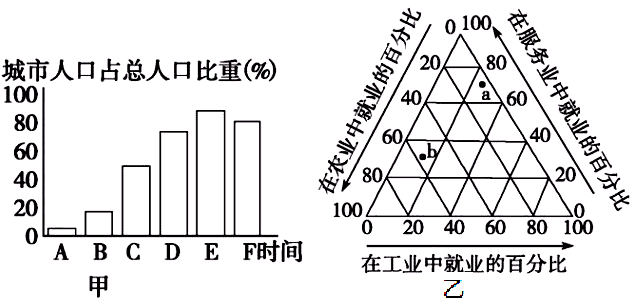 城市人口占总人口比重(%)
100
80
60
40
20
0
A B C D E F时间
甲
在农业中就业的百分比
在服务业中就业的百分比
0 100
20 80
a
40 60
60 40
b
80 20
100 0
0 20 40 60 80 100
在工业中就业的百分比
乙